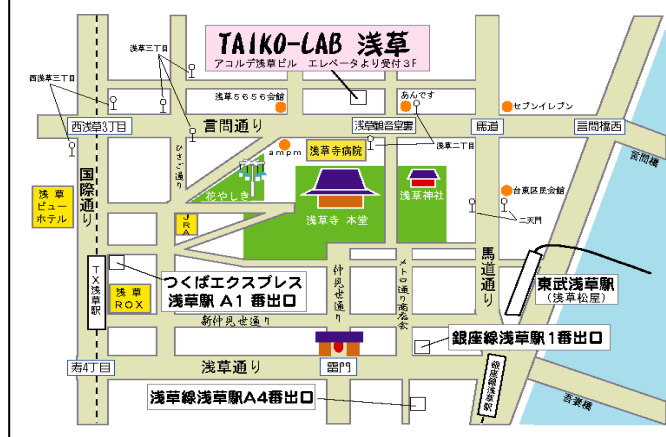 TAIKO-LAB 浅草
アコルデ浅草ビル エレベータより受付3F
浅草三丁目
西浅草三丁目
浅草5656会館
あんです
セブンイレブン
西浅草3丁目
言問通り
浅草観音堂裏
馬道
言問橋西
浅草二丁目
言問橋
ひさご通り
ampm
浅草寺病院
国際通り
花やしき
浅草
ビュー
ホテル
JRA
浅草寺 本堂
浅草神社
台東区民会館
二天門
馬道通り
TX浅草駅
つくばエクスプレス
浅草駅 A1 番出口
浅草
ROX
仲見世通り
メトロ通り商店会
東武浅草駅
(浅草松屋)
新仲見世通り
銀座線浅草駅1番出口
寿4丁目
浅草通り
雷門
銀座線浅草駅
浅草線浅草駅A4番出口
吾妻橋